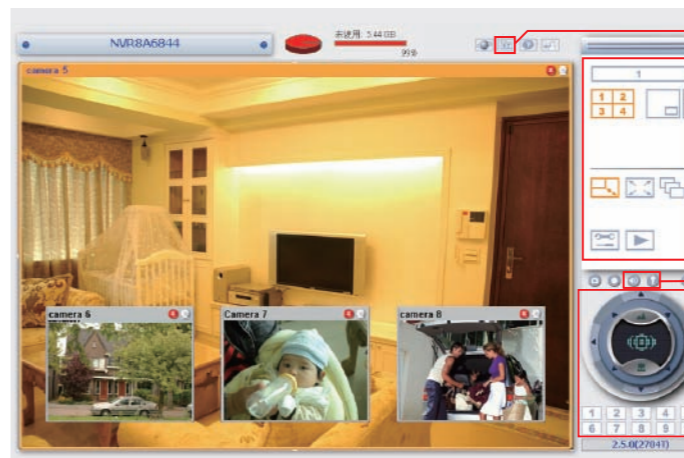 NVR8A6844
未使用: 5.44 GB
99%
camera 5
1
1 2
3 4
camera 6
Camera 7
camera 8
1 2 3 4
6 7 8 9
2.5.0(2704T)